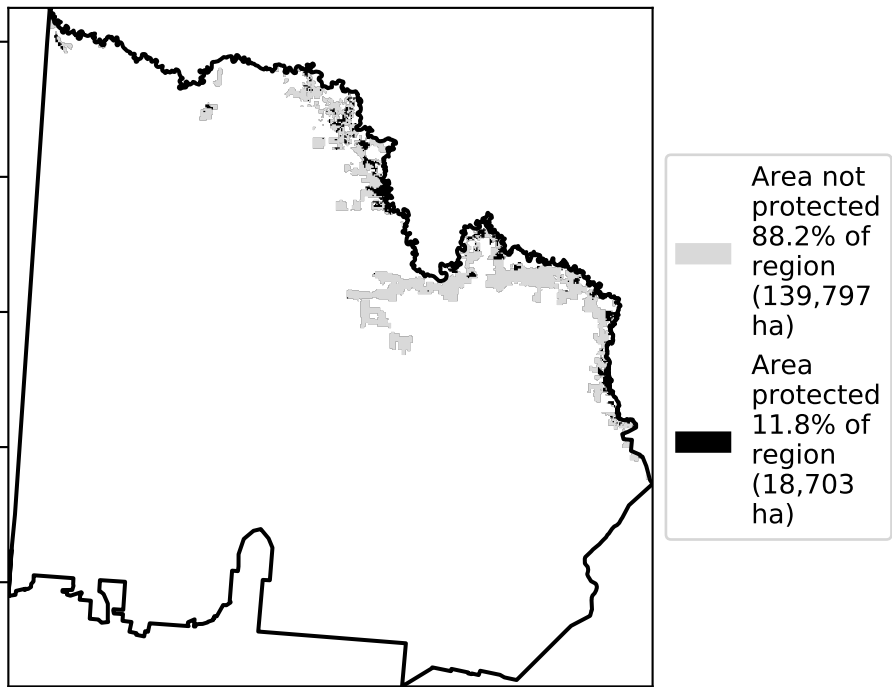 Area not
protected
88.2% of
region
(139,797
ha)
Area
protected
11.8% of
region
(18,703
ha)